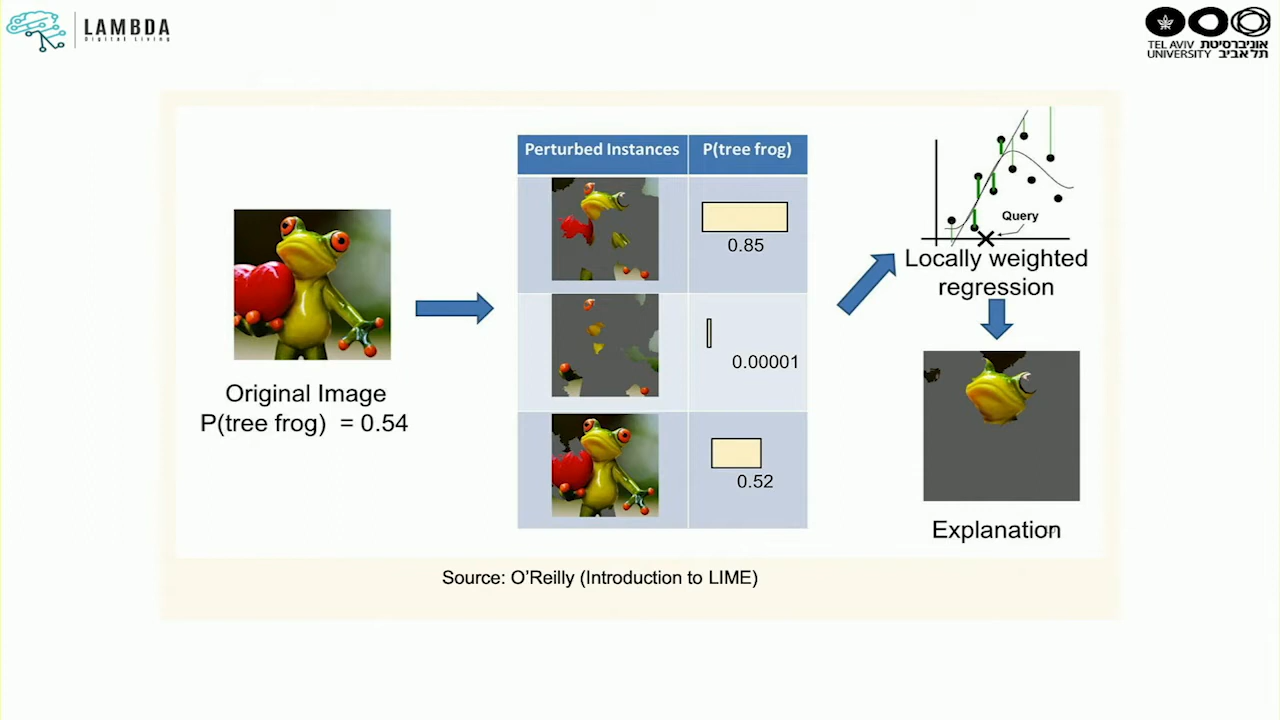 LAMBDA
Digital Living
TEL AVIV אוניברסיטת
UNIVERSITY תל אביב
Perturbed Instances
P(tree frog)
0.85
0.00001
0.52
Original Image
P(tree frog) = 0.54
Query
Locally weighted
regression
Explanation
Source: O'Reilly (Introduction to LIME)